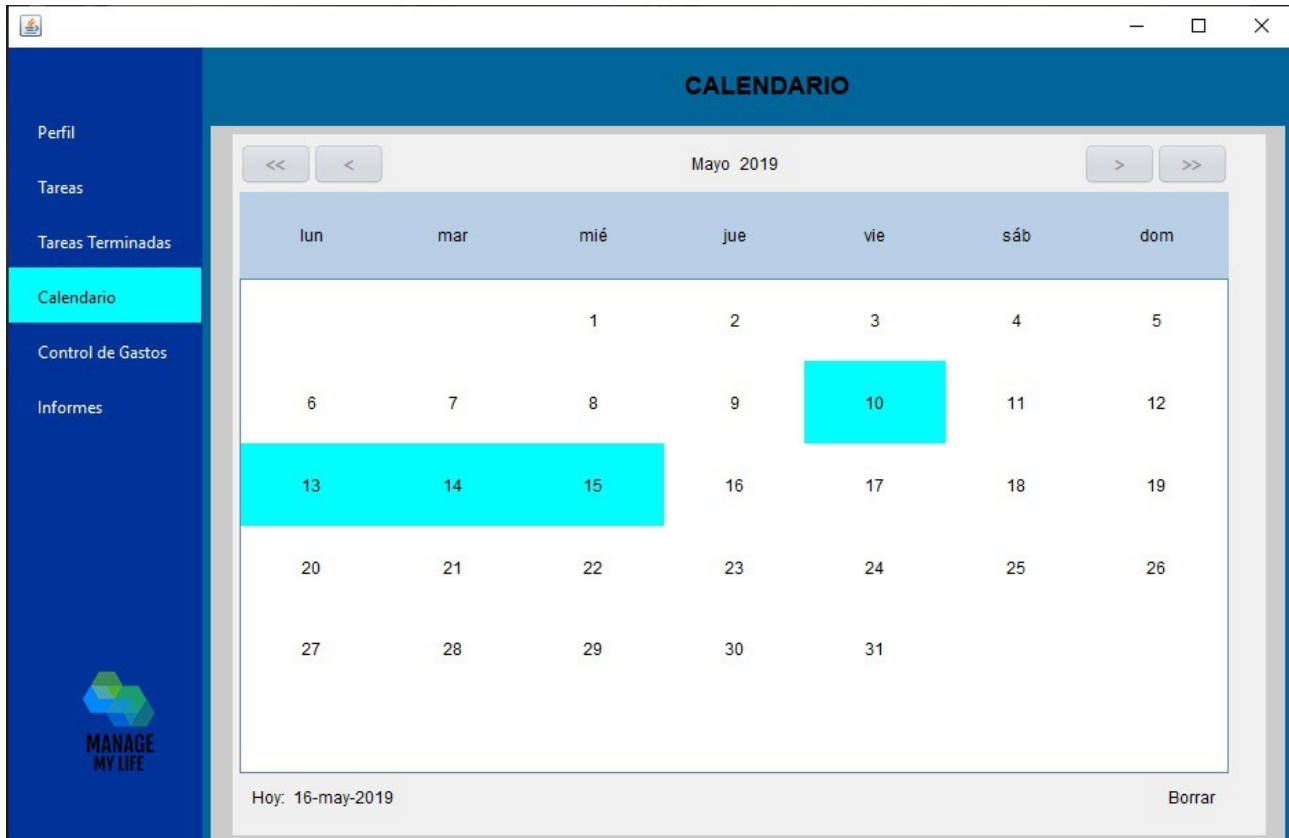 CALENDARIO
Perfil
Tareas
Tareas Terminadas
Calendario
Control de Gastos
Informes
MANAGE
MY LIFE
<< < Mayo 2019 > >>
lun mar mié jue vie sáb dom
1 2 3 4 5
6 7 8 9 10 11 12
13 14 15 16 17 18 19
20 21 22 23 24 25 26
27 28 29 30 31
Hoy: 16-may-2019 Borrar